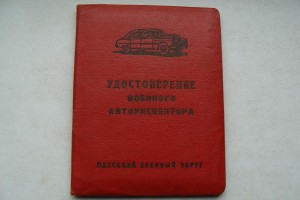 УДОСТОВЕРЕНИЕ
ВОЕННОГО
АВТОИНСПЕКТОРА
ОДЕССКИЙ ВОЕННЫЙ ОКРУГ